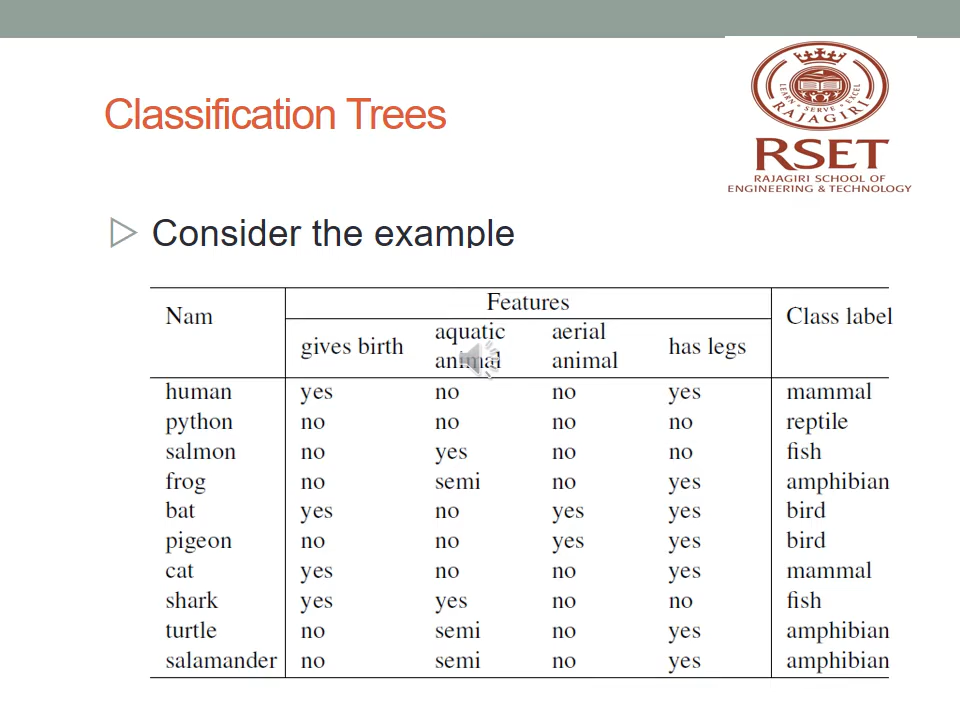 LEARN · SERVE · EXCEL
RAJAGIRI
RSET
RAJAGIRI SCHOOL OF
ENGINEERING & TECHNOLOGY
Classification Trees
Consider the example
Nam Features Class label
gives birth aquatic animal aerial animal has legs
human yes no no yes mammal
python no no no no reptile
salmon no yes no no fish
frog no semi no yes amphibian
bat yes no yes yes bird
pigeon no no yes yes bird
cat yes no no yes mammal
shark yes yes no no fish
turtle no semi no yes amphibian
salamander no semi no yes amphibian